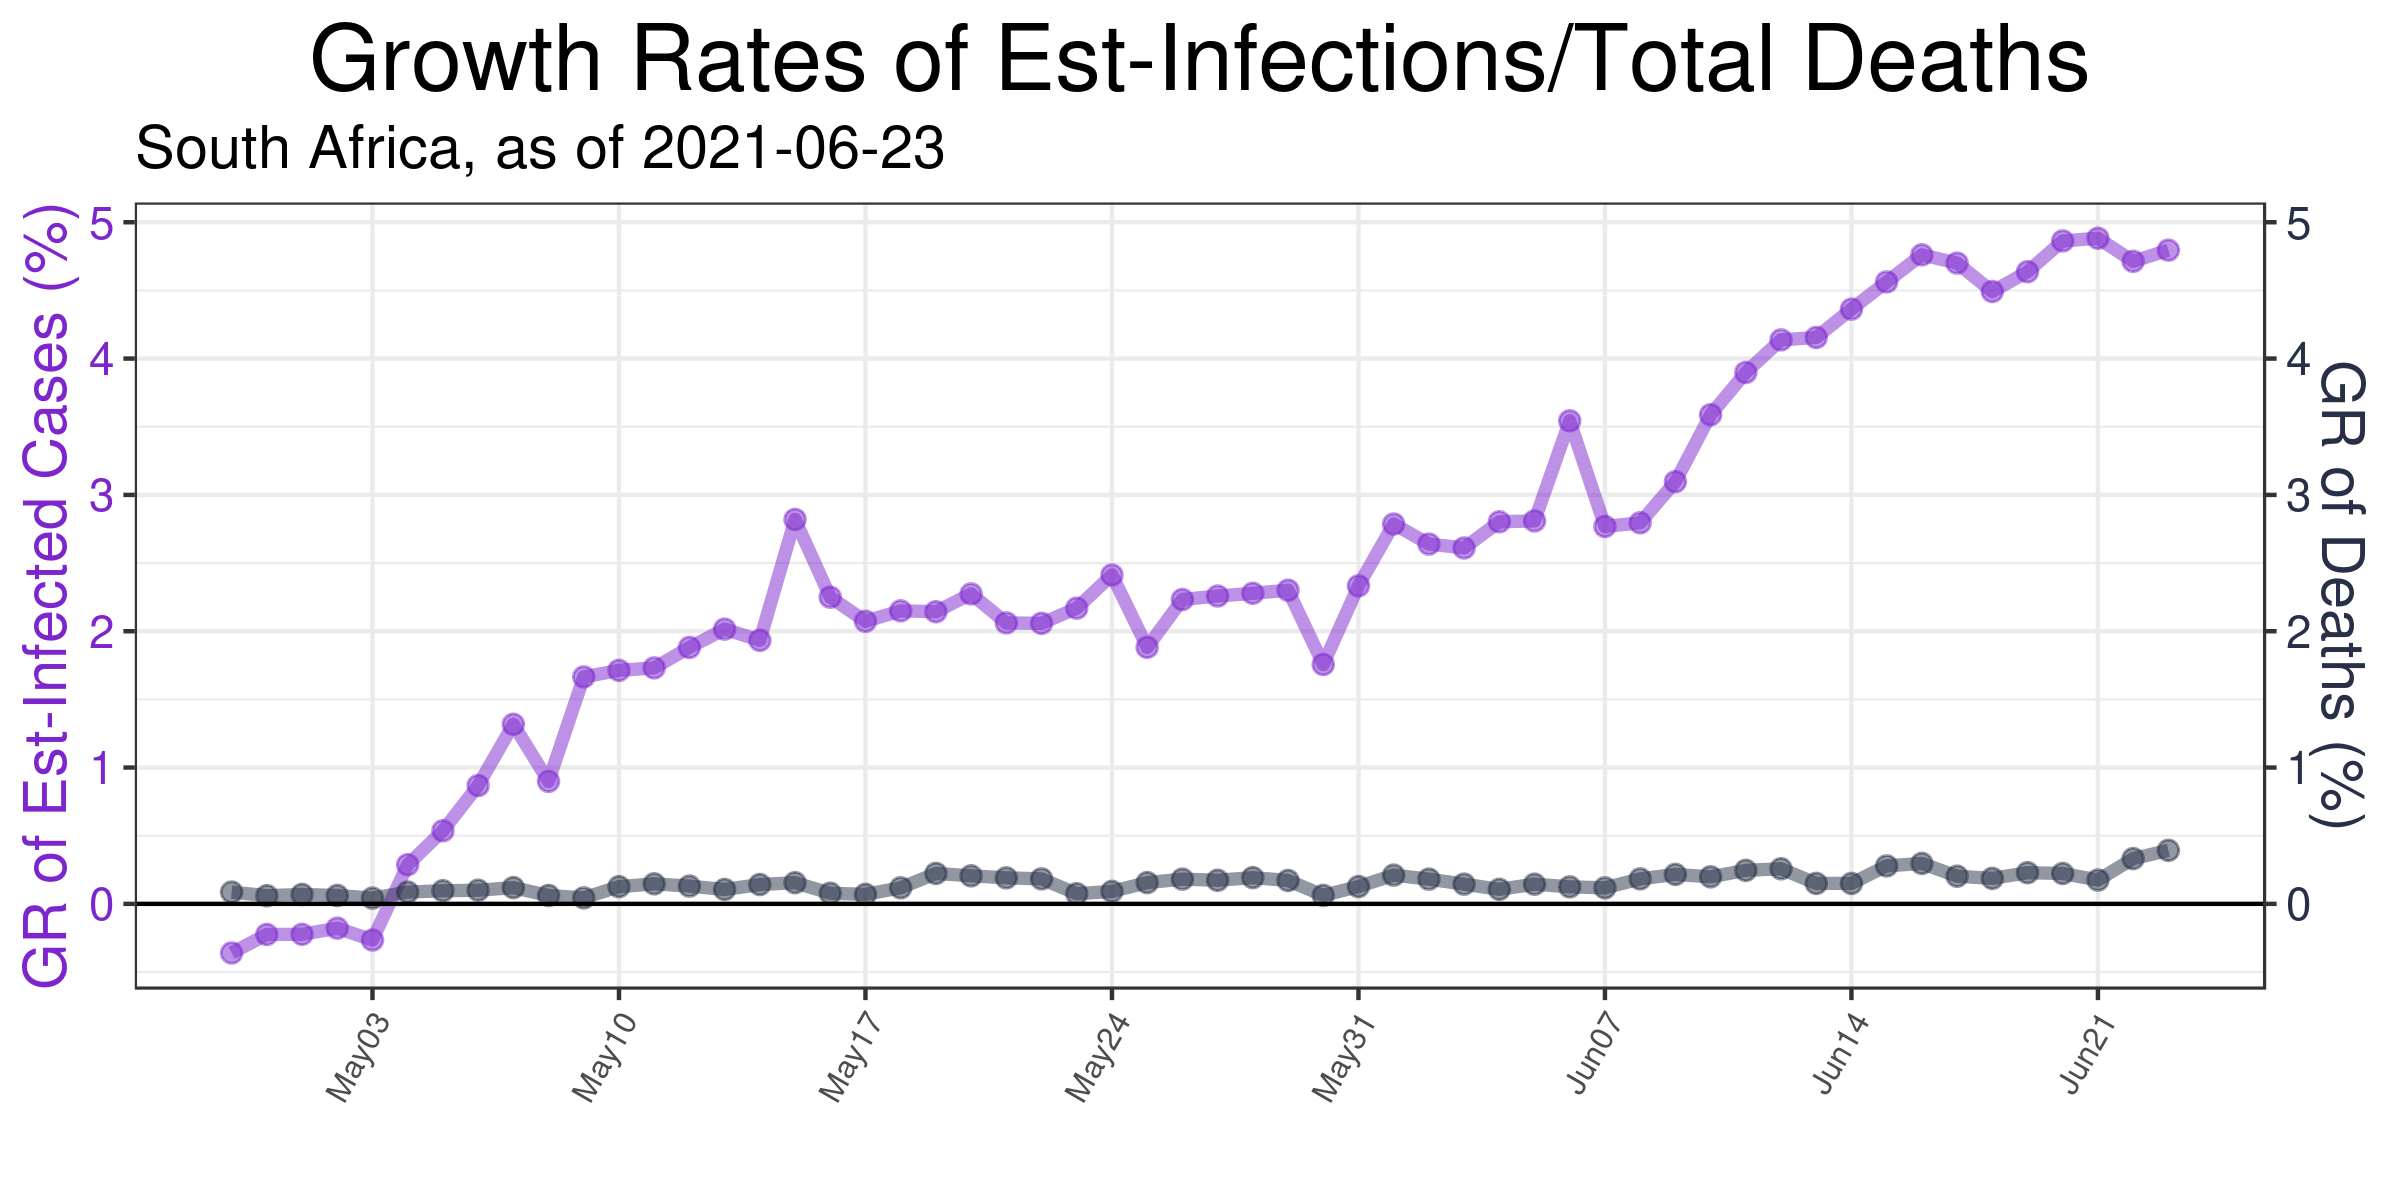 Growth Rates of Est-Infections/Total Deaths
South Africa, as of 2021-06-23
GR of Est-Infected Cases (%)
5
4
3
2
1
0
5
4
3
2
1
0
GR of Deaths (%)
May03
May10
May17
May24
May31
Jun07
Jun14
Jun21